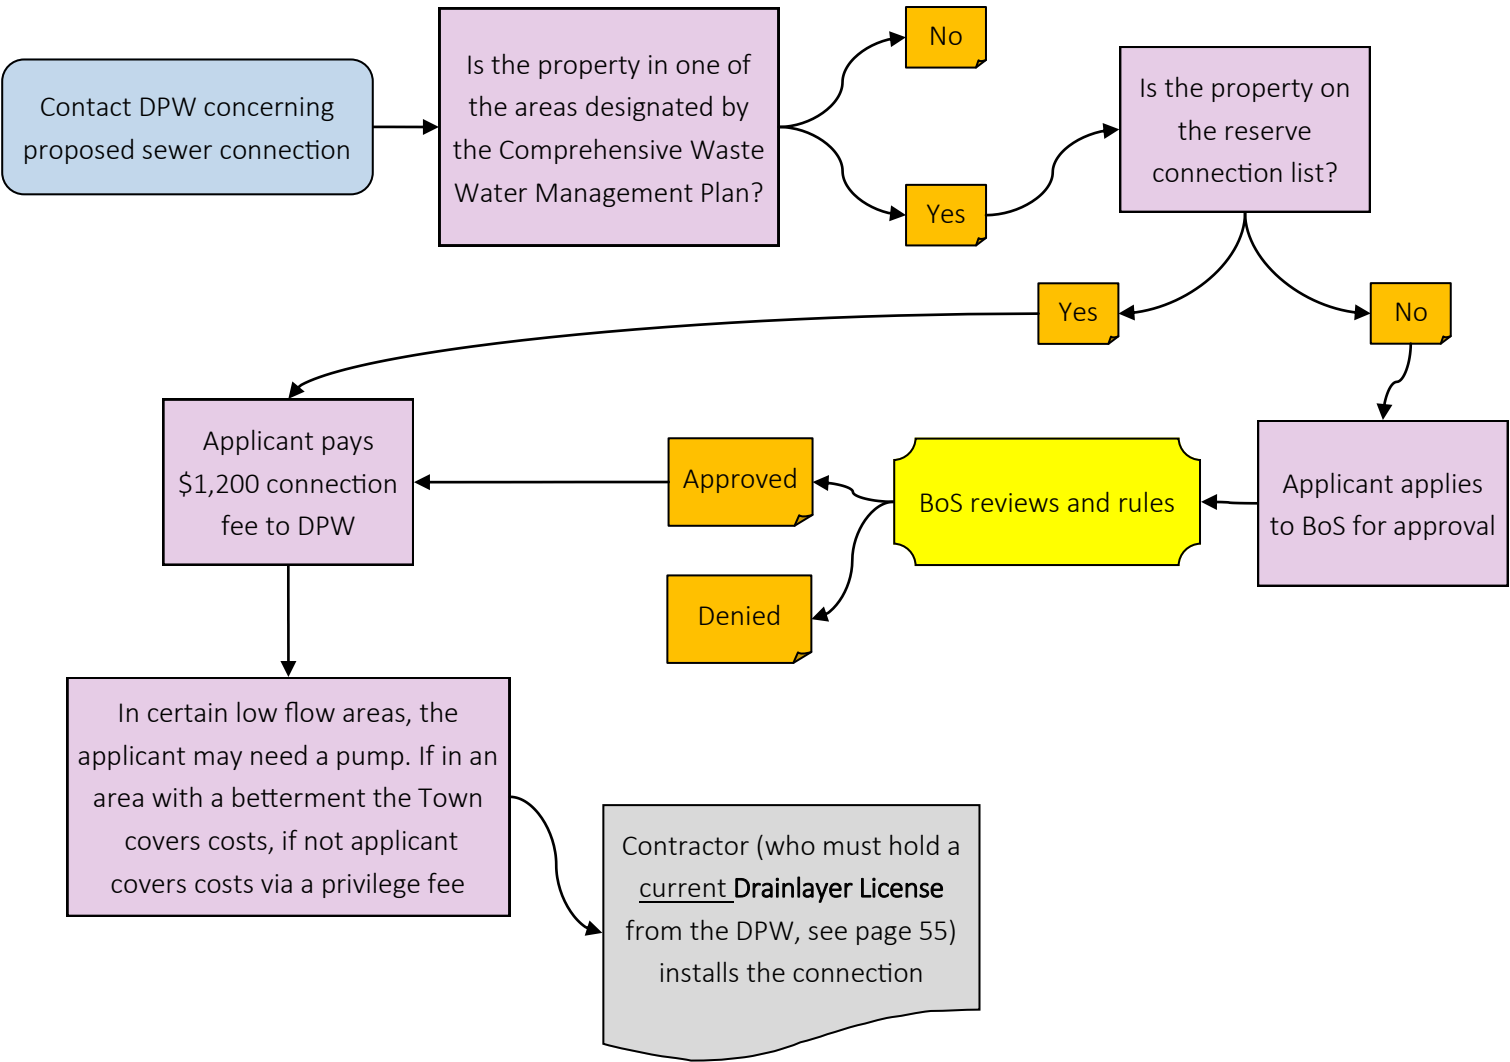 Contact DPW concerning
proposed sewer connection
Is the property in one of
the areas designated by
the Comprehensive Waste
Water Management Plan?
No
Yes
Is the property on
the reserve
connection list?
Yes
No
Applicant pays
$1,200 connection
fee to DPW
Approved
Denied
BoS reviews and rules
Applicant applies
to BoS for approval
In certain low flow areas, the
applicant may need a pump. If in an
area with a betterment the Town
covers costs, if not applicant
covers costs via a privilege fee
Contractor (who must hold a
current Drainlayer License
from the DPW, see page 55)
installs the connection